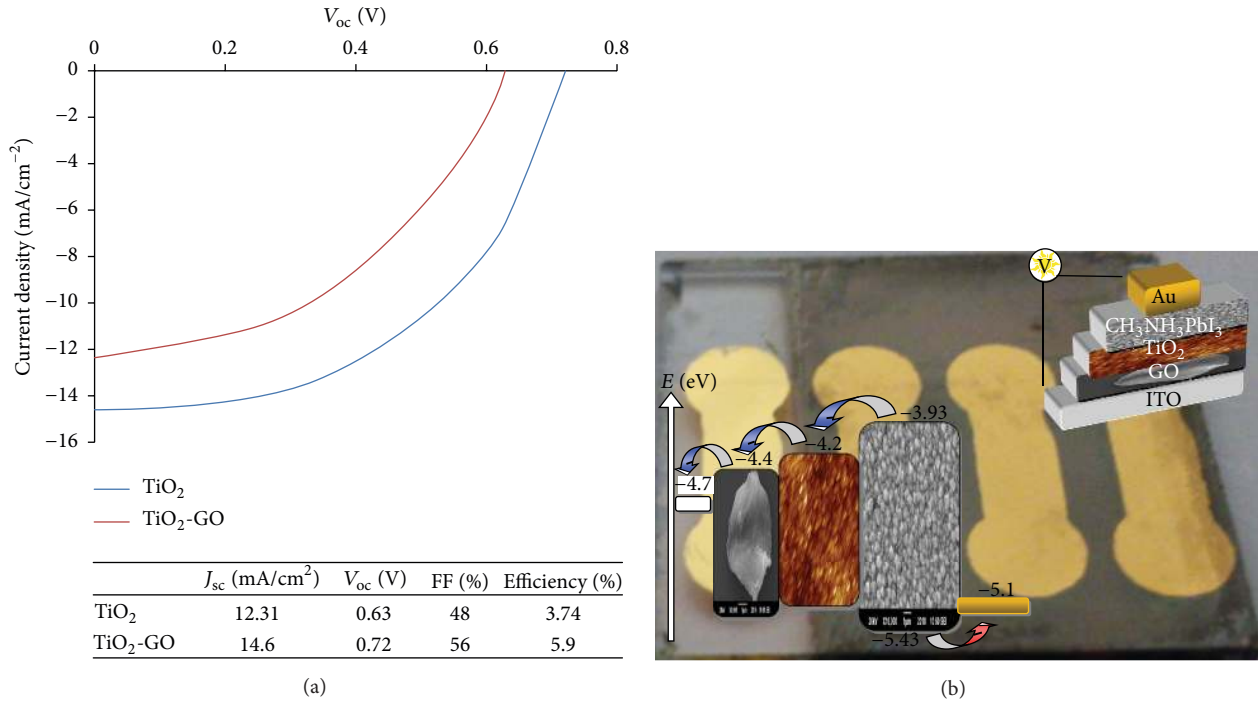 V_oc (V)
0 0.2 0.4 0.6 0.8
0
−2
−4
−6
−8
−10
−12
−14
−16
Current density (mA/cm^−2)
TiO₂
TiO₂-GO
J_sc (mA/cm²) V_oc (V) FF (%) Efficiency (%)
TiO₂ 12.31 0.63 48 3.74
TiO₂-GO 14.6 0.72 56 5.9
(a)
V
Au
CH₃NH₃PbI₃
TiO₂
GO
ITO
E (eV)
−3.93
−4.2
−4.4
−4.7
−5.1
−5.43
(b)